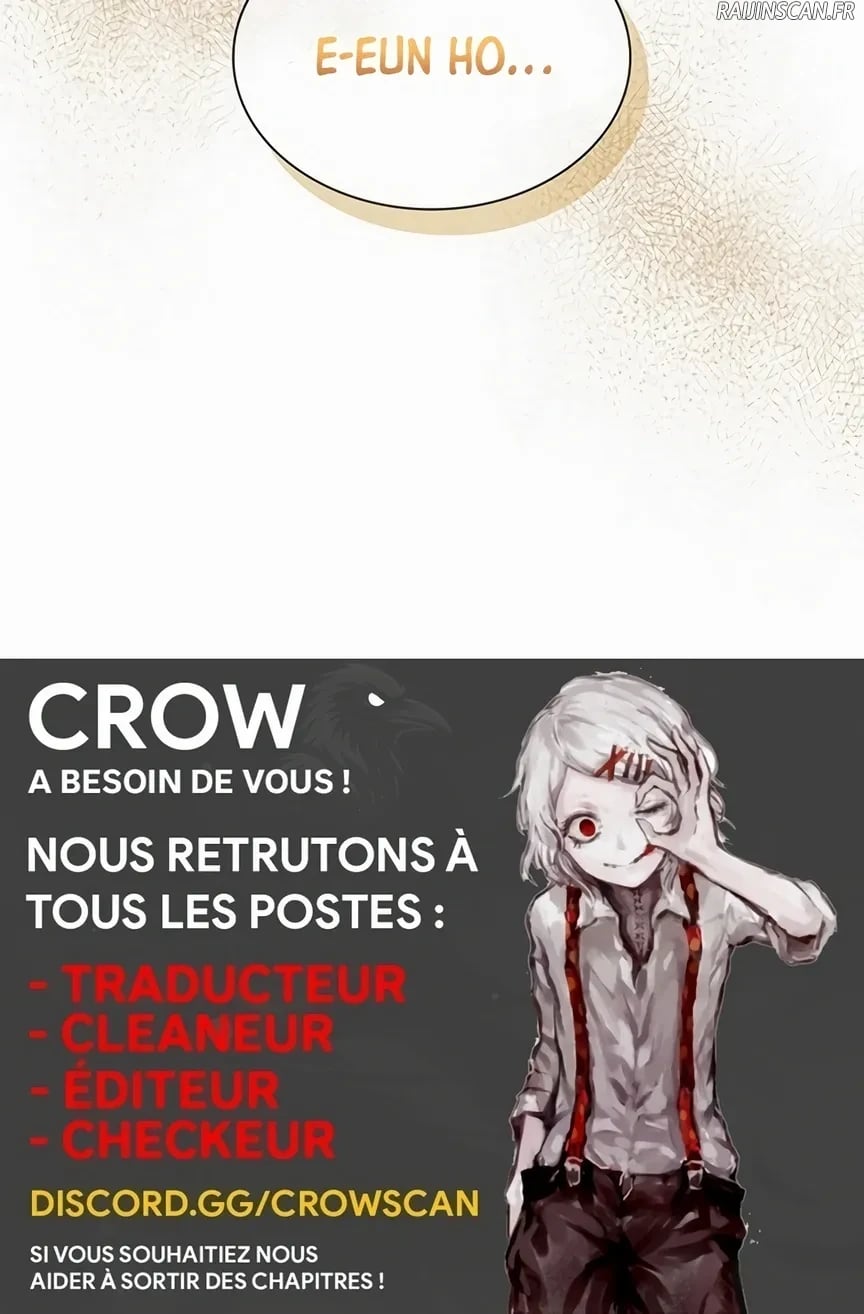 RAIJINSCAN.FR
E-EUN HO...
CROW
A BESOIN DE VOUS !
NOUS RETRUTONS À
TOUS LES POSTES :
- TRADUCTEUR
- CLEANEUR
- ÉDITEUR
- CHECKEUR
DISCORD.GG/CROWSCAN
SI VOUS SOUHAITIEZ NOUS
AIDER À SORTIR DES CHAPITRES !